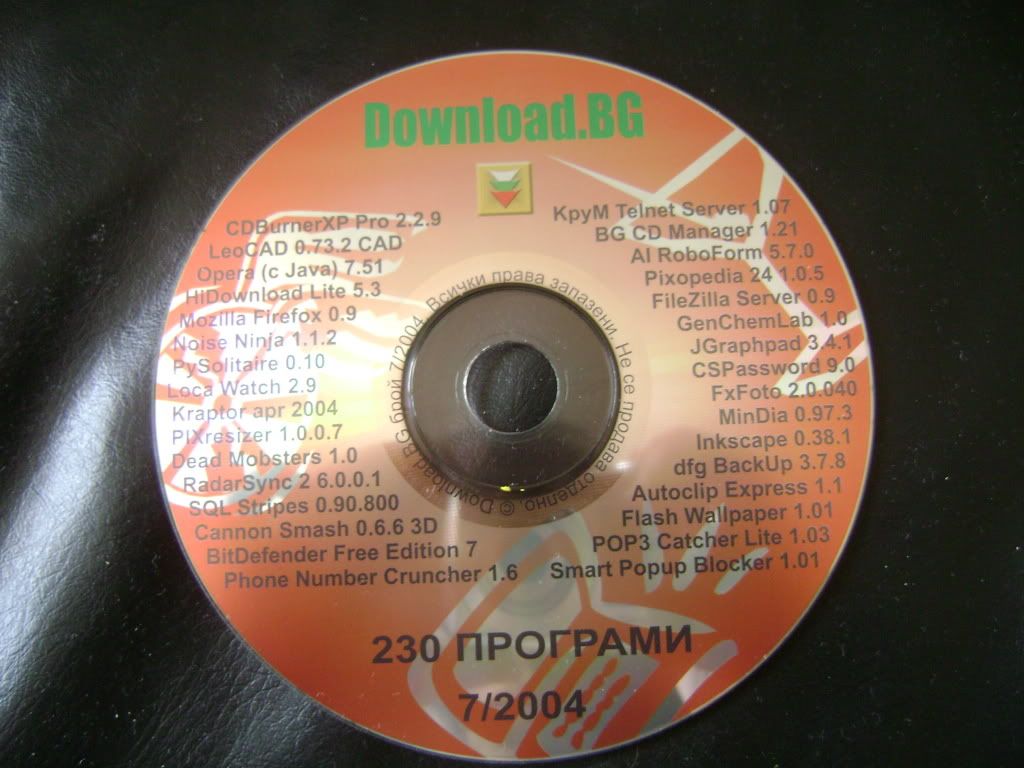 Download.BG
CDBurnerXP Pro 2.2.9
LeoCAD 0.73.2 CAD
Opera (с Java) 7.51
HiDownload Lite 5.3
Mozilla Firefox 0.9
Noise Ninja 1.1.2
PySolitaire 0.10
Loca Watch 2.9
Kraptor apr 2004
PIXresizer 1.0.0.7
Dead Mobsters 1.0
RadarSync 2 6.0.0.1
SQL Stripes 0.90.800
Cannon Smash 0.6.6 3D
BitDefender Free Edition 7
Phone Number Cruncher 1.6
KpyM Telnet Server 1.07
BG CD Manager 1.21
AI RoboForm 5.7.0
Pixopedia 24 1.0.5
FileZilla Server 0.9
GenChemLab 1.0
JGraphpad 3.4.1
CSPassword 9.0
FxFoto 2.0.040
MinDia 0.97.3
Inkscape 0.38.1
dfg BackUp 3.7.8
Autoclip Express 1.1
Flash Wallpaper 1.01
POP3 Catcher Lite 1.03
Smart Popup Blocker 1.01
© Download.BG брой 7/2004. Всички права запазени. Не се продава отделно.
230 ПРОГРАМИ
7/2004